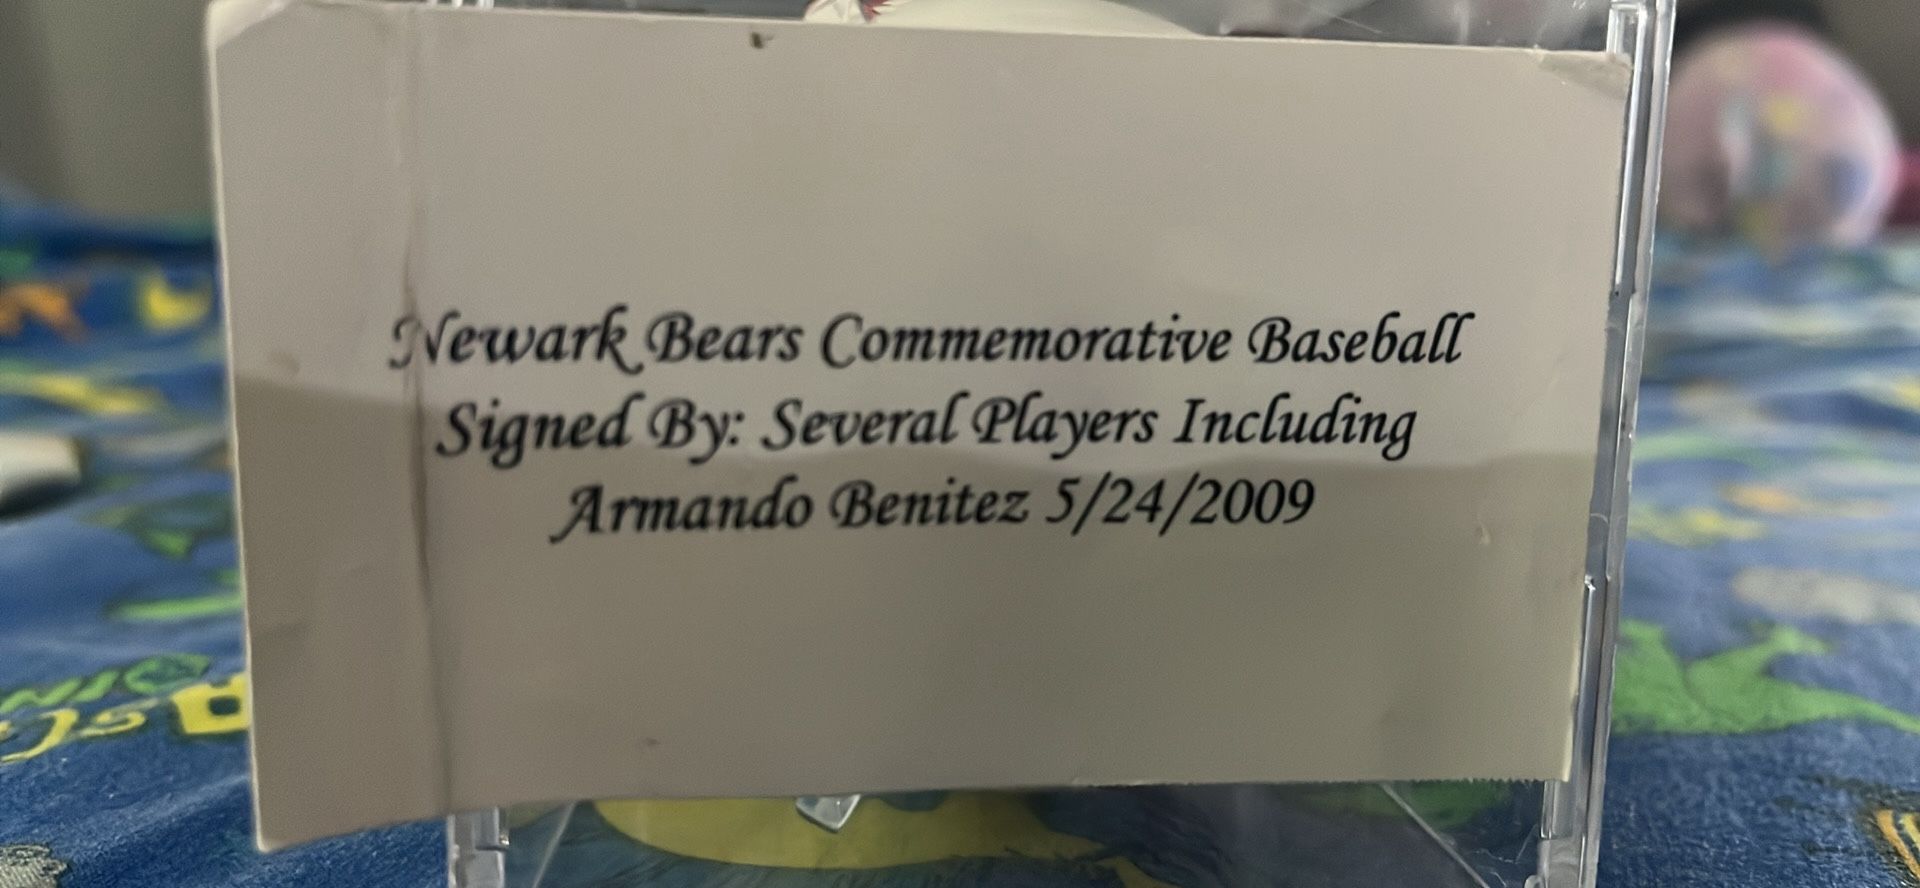 Newark Bears Commemorative Baseball
Signed By: Several Players Including
Armando Benitez 5/24/2009